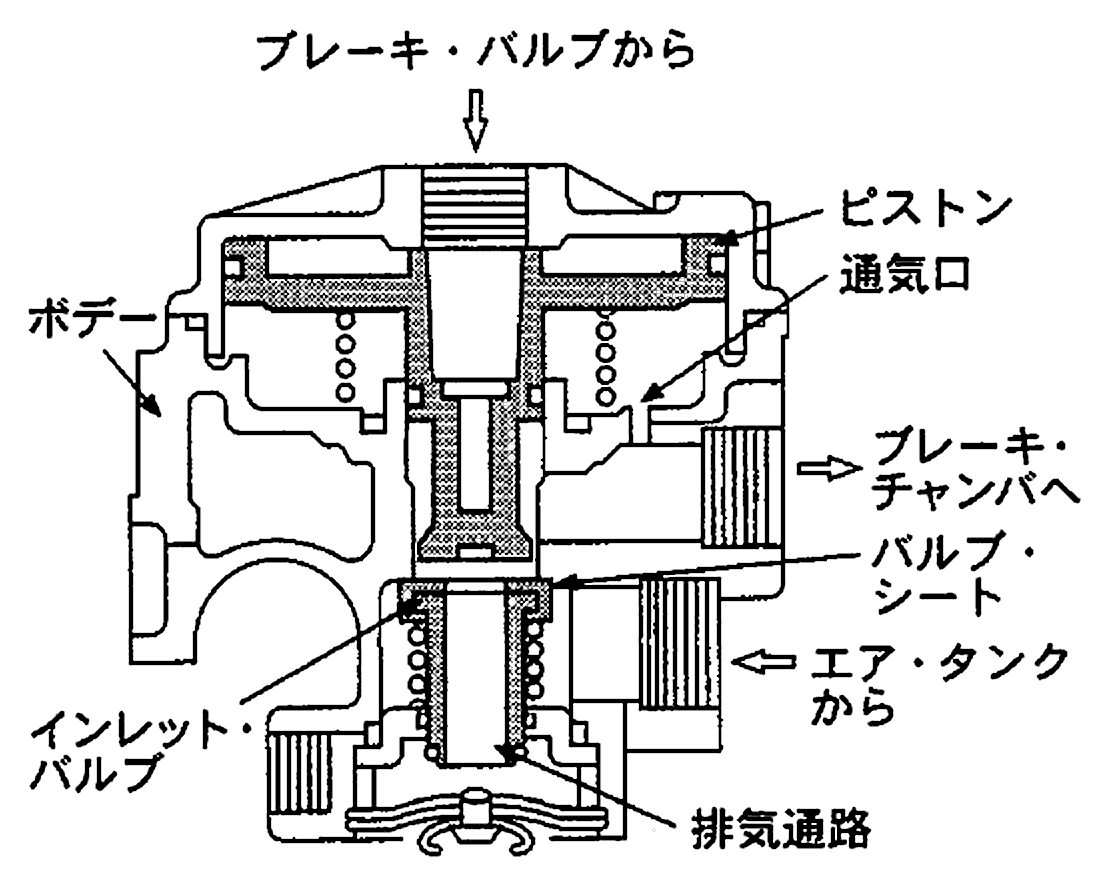 ブレーキ・バルブから
ピストン
通気口
ボデー
ブレーキ・
チャンバへ
バルブ・
シート
エア・タンク
から
インレット・
バルブ
排気通路